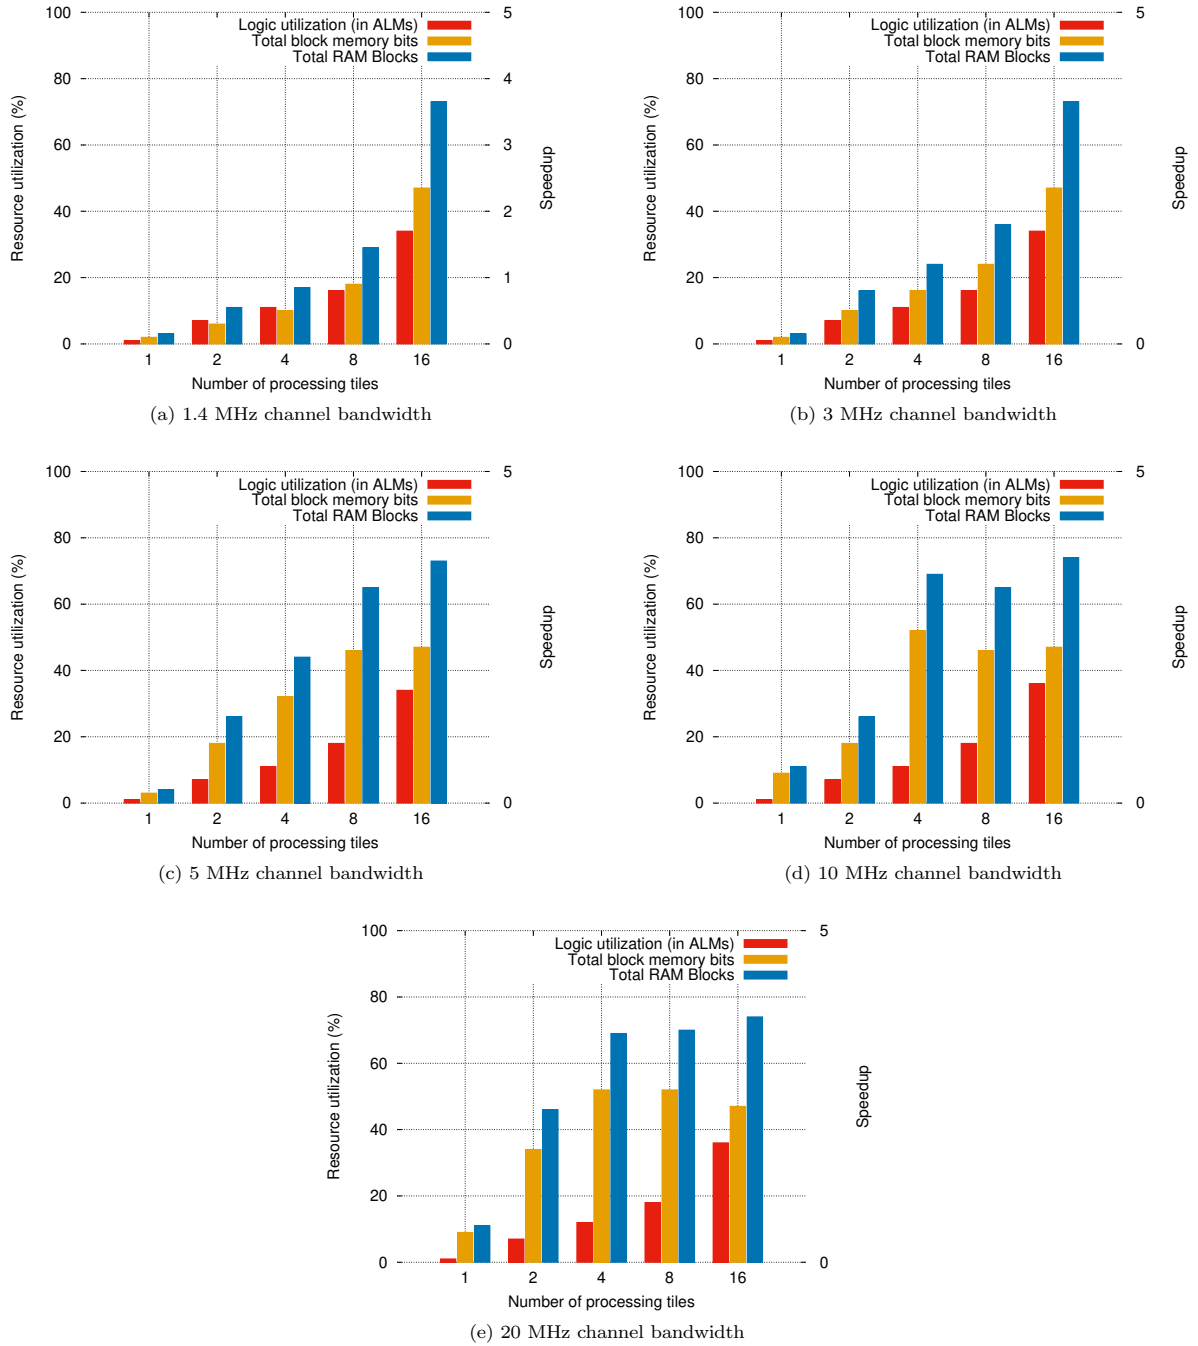 100
80
60
40
20
0
5
4
3
2
1
0
Resource utilization (%)
Speedup
Logic utilization (in ALMs)
Total block memory bits
Total RAM Blocks
1 2 4 8 16
Number of processing tiles
(a) 1.4 MHz channel bandwidth
100
80
60
40
20
0
5
0
Resource utilization (%)
Speedup
Logic utilization (in ALMs)
Total block memory bits
Total RAM Blocks
1 2 4 8 16
Number of processing tiles
(b) 3 MHz channel bandwidth
100
80
60
40
20
0
5
0
Resource utilization (%)
Speedup
Logic utilization (in ALMs)
Total block memory bits
Total RAM Blocks
1 2 4 8 16
Number of processing tiles
(c) 5 MHz channel bandwidth
100
80
60
40
20
0
5
0
Resource utilization (%)
Speedup
Logic utilization (in ALMs)
Total block memory bits
Total RAM Blocks
1 2 4 8 16
Number of processing tiles
(d) 10 MHz channel bandwidth
100
80
60
40
20
0
5
0
Resource utilization (%)
Speedup
Logic utilization (in ALMs)
Total block memory bits
Total RAM Blocks
1 2 4 8 16
Number of processing tiles
(e) 20 MHz channel bandwidth